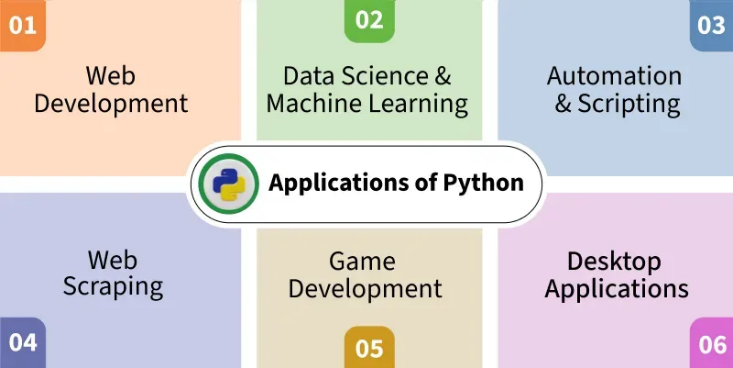 01
Web
Development
02
Data Science &
Machine Learning
03
Automation
& Scripting
Applications of Python
Web
Scraping
04
Game
Development
05
Desktop
Applications
06